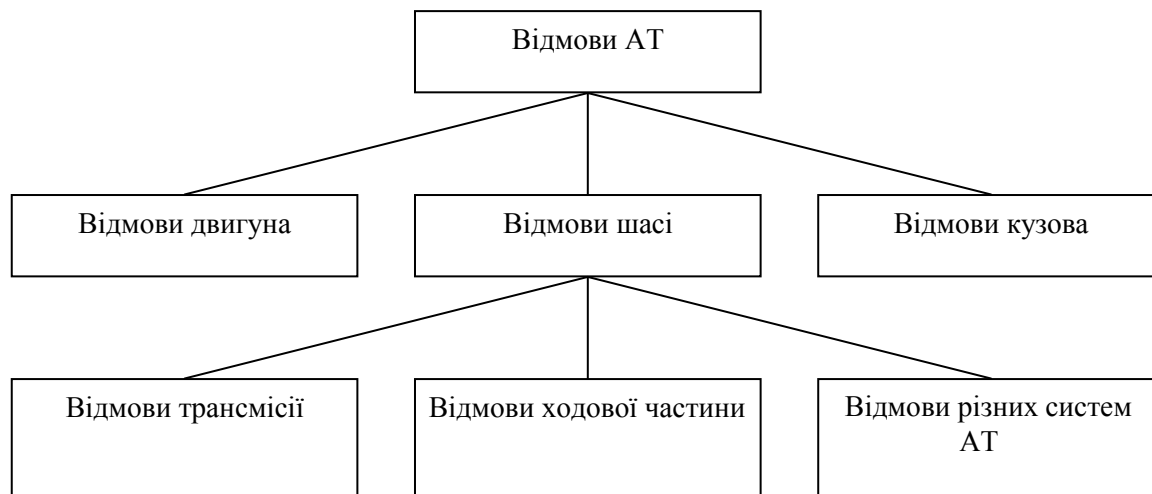 Відмови АТ
Відмови двигуна
Відмови шасі
Відмови кузова
Відмови трансмісії
Відмови ходової частини
Відмови різних систем
АТ